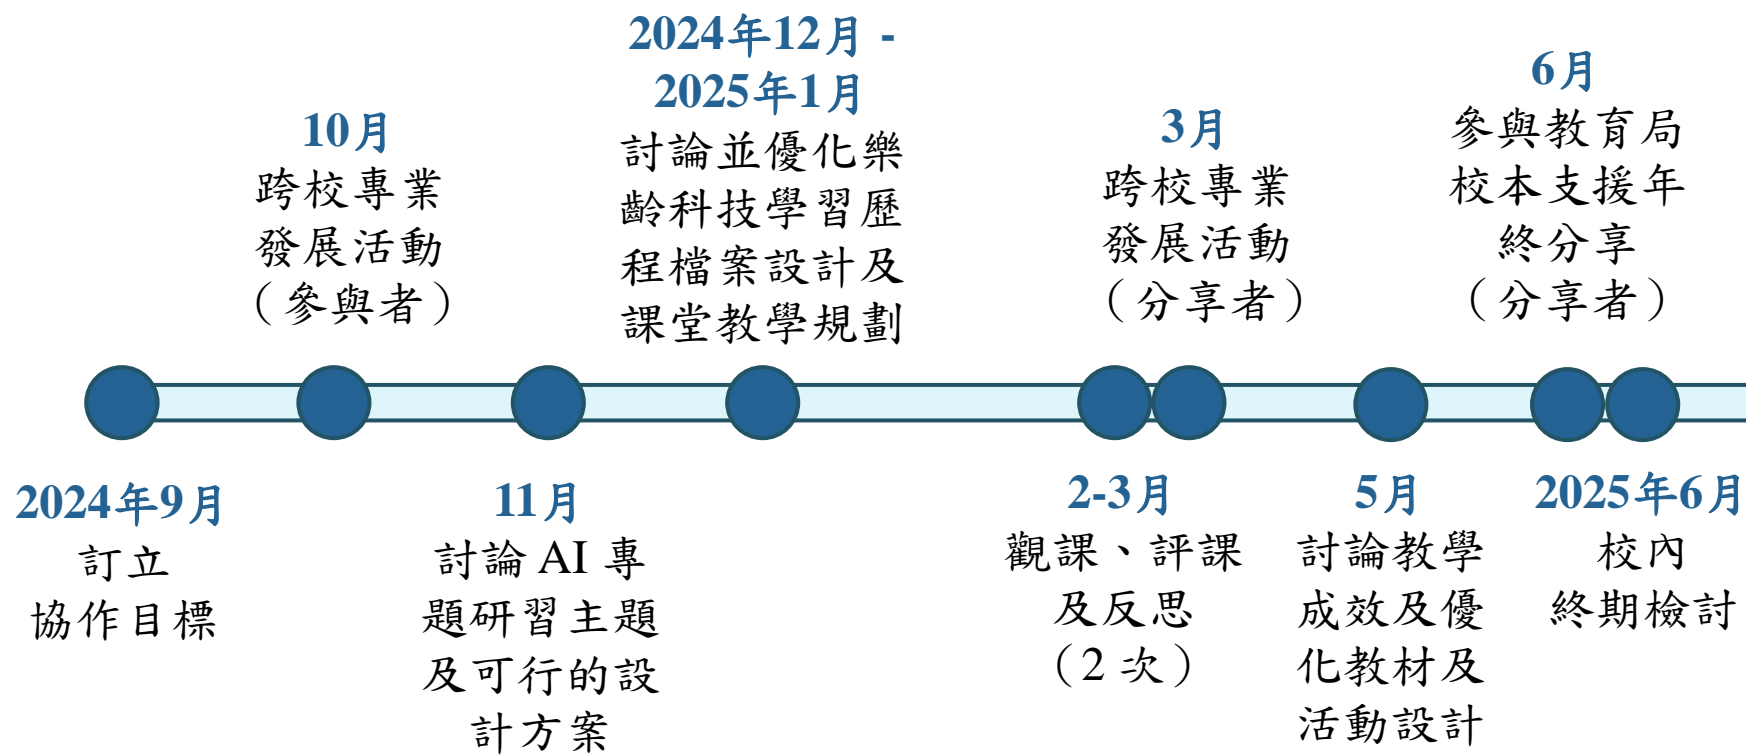 2024年12月 -
2025年1月
討論並優化樂
齡科技學習歷
程檔案設計及
課堂教學規劃
10月
跨校專業
發展活動
（參與者）
3月
跨校專業
發展活動
（分享者）
6月
參與教育局
校本支援年
終分享
（分享者）
2024年9月
訂立
協作目標
11月
討論 AI 專
題研習主題
及可行的設
計方案
2-3月
觀課、評課
及反思
（2 次）
5月
討論教學
成效及優
化教材及
活動設計
2025年6月
校內
終期檢討